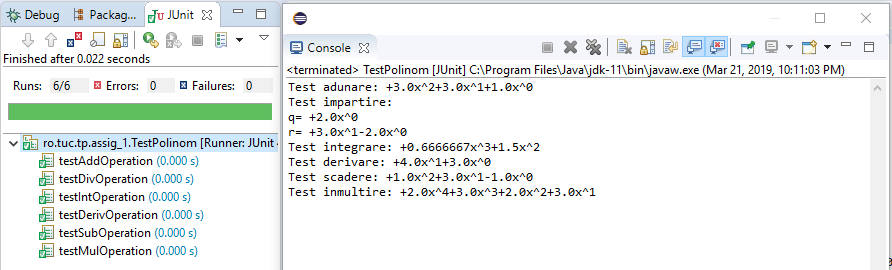 Debug Packag... JUnit
Finished after 0.022 seconds
Runs: 6/6 Errors: 0 Failures: 0
ro.tuc.tp.assig_1.TestPolinom [Runner: JUnit
testAddOperation (0.000 s)
testDivOperation (0.000 s)
testIntOperation (0.000 s)
testDerivOperation (0.000 s)
testSubOperation (0.000 s)
testMulOperation (0.000 s)
Console
<terminated> TestPolinom [JUnit] C:\Program Files\Java\jdk-11\bin\javaw.exe (Mar 21, 2019, 10:11:03 PM)
Test adunare: +3.0x^2+3.0x^1+1.0x^0
Test impartire:
q= +2.0x^0
r= +3.0x^1-2.0x^0
Test integrare: +0.6666667x^3+1.5x^2
Test derivare: +4.0x^1+3.0x^0
Test scadere: +1.0x^2+3.0x^1-1.0x^0
Test inmultire: +2.0x^4+3.0x^3+2.0x^2+3.0x^1